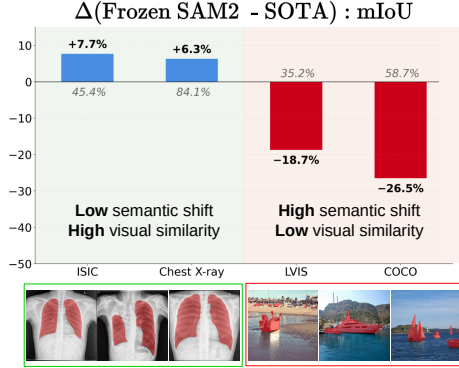 Δ(Frozen SAM2 - SOTA) : mIoU
10
0
−10
−20
−30
−40
−50
+7.7%
+6.3%
45.4%
84.1%
35.2%
58.7%
−18.7%
−26.5%
Low semantic shift
High visual similarity
High semantic shift
Low visual similarity
ISIC
Chest X-ray
LVIS
COCO